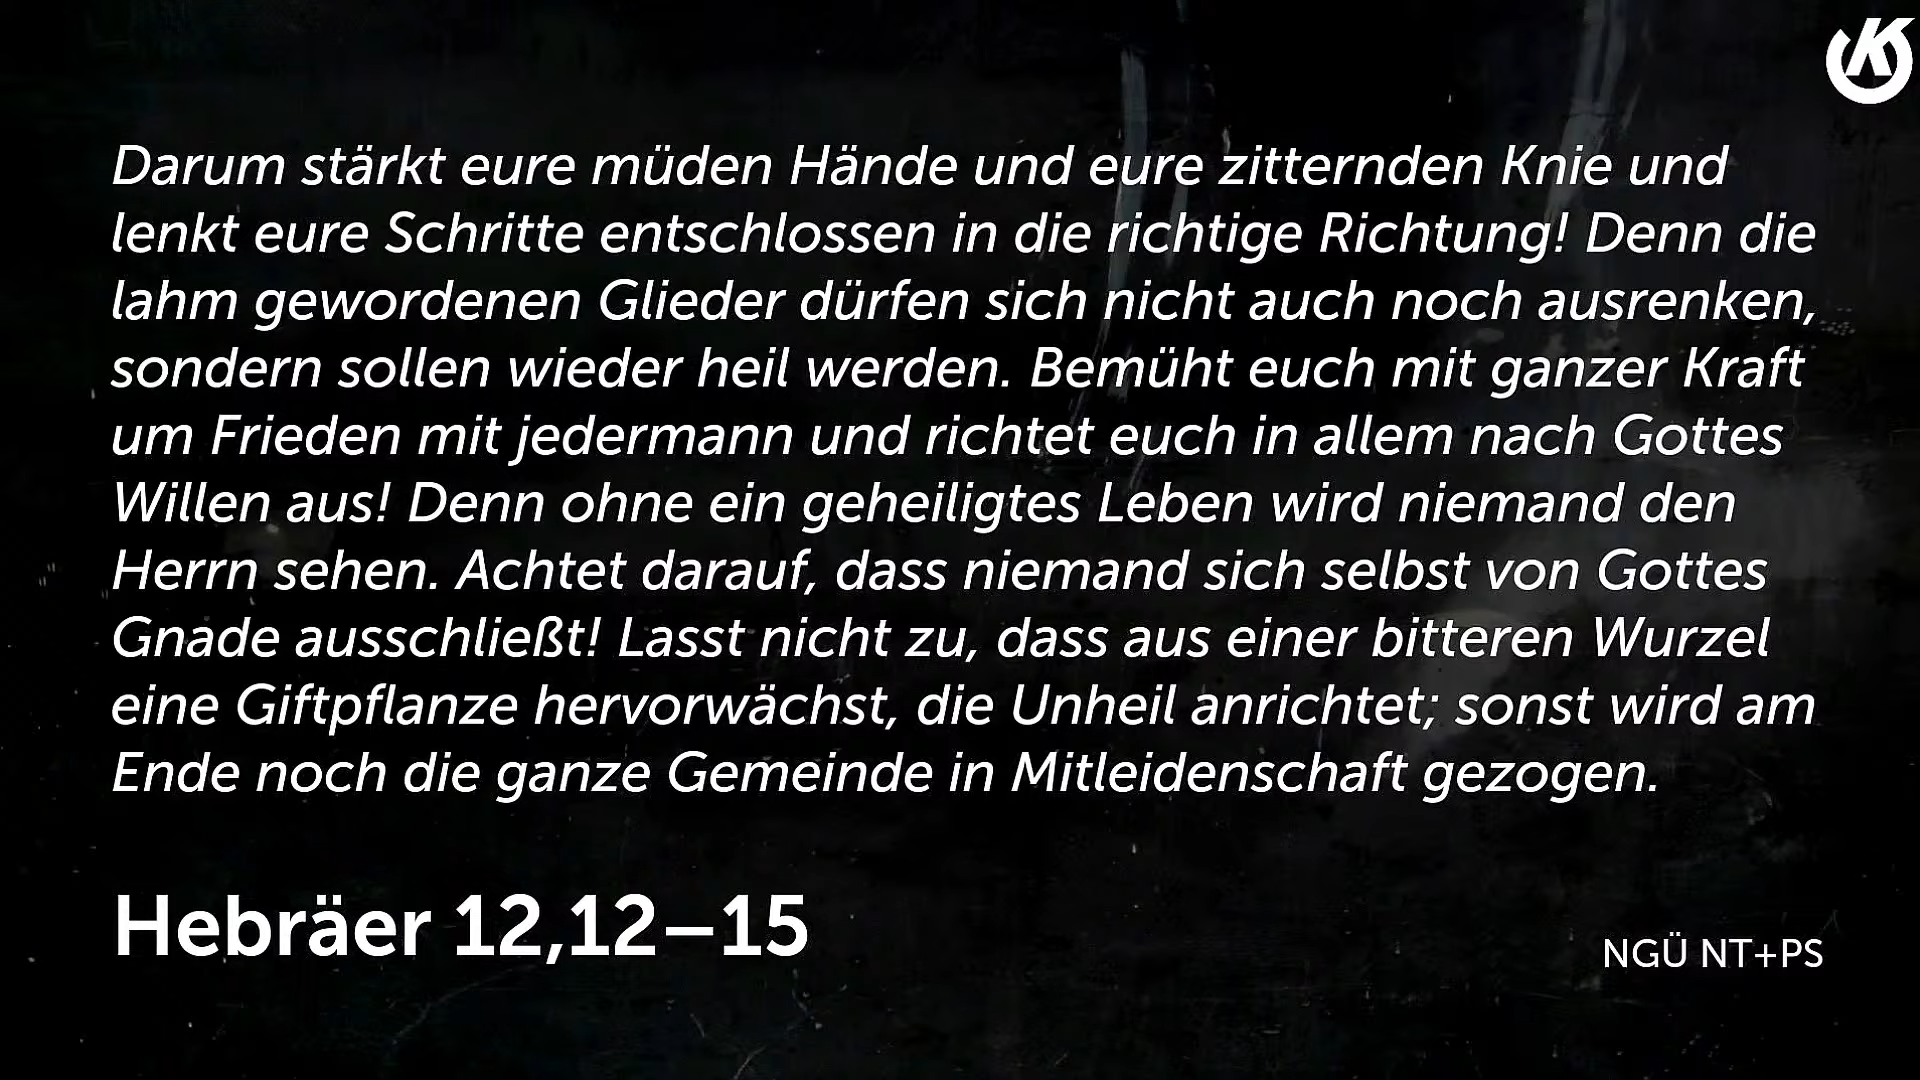 Darum stärkt eure müden Hände und eure zitternden Knie und
lenkt eure Schritte entschlossen in die richtige Richtung! Denn die
lahm gewordenen Glieder dürfen sich nicht auch noch ausrenken,
sondern sollen wieder heil werden. Bemüht euch mit ganzer Kraft
um Frieden mit jedermann und richtet euch in allem nach Gottes
Willen aus! Denn ohne ein geheiligtes Leben wird niemand den
Herrn sehen. Achtet darauf, dass niemand sich selbst von Gottes
Gnade ausschließt! Lasst nicht zu, dass aus einer bitteren Wurzel
eine Giftpflanze hervorwächst, die Unheil anrichtet; sonst wird am
Ende noch die ganze Gemeinde in Mitleidenschaft gezogen.
Hebräer 12,12–15
NGÜ NT+PS